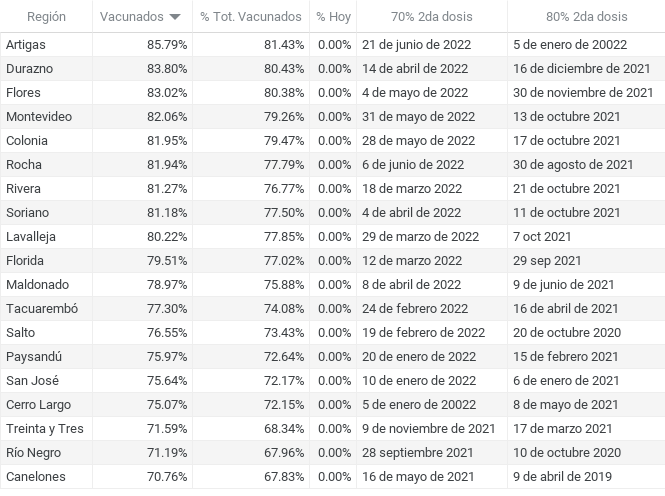 Región Vacunados % Tot. Vacunados % Hoy 70% 2da dosis 80% 2da dosis
Artigas 85.79% 81.43% 0.00% 21 de junio de 2022 5 de enero de 20022
Durazno 83.80% 80.43% 0.00% 14 de abril de 2022 16 de diciembre de 2021
Flores 83.02% 80.38% 0.00% 4 de mayo de 2022 30 de noviembre de 2021
Montevideo 82.06% 79.26% 0.00% 31 de mayo de 2022 13 de octubre 2021
Colonia 81.95% 79.47% 0.00% 28 de mayo de 2022 17 de octubre 2021
Rocha 81.94% 77.79% 0.00% 6 de junio de 2022 30 de agosto de 2021
Rivera 81.27% 76.77% 0.00% 18 de marzo 2022 21 de octubre 2021
Soriano 81.18% 77.50% 0.00% 4 de abril de 2022 11 de octubre 2021
Lavalleja 80.22% 77.85% 0.00% 29 de marzo de 2022 7 oct 2021
Florida 79.51% 77.02% 0.00% 12 de marzo 2022 29 sep 2021
Maldonado 78.97% 75.88% 0.00% 8 de abril de 2022 9 de junio de 2021
Tacuarembó 77.30% 74.08% 0.00% 24 de febrero 2022 16 de abril de 2021
Salto 76.55% 73.43% 0.00% 19 de febrero de 2022 20 de octubre 2020
Paysandú 75.97% 72.64% 0.00% 20 de enero de 2022 15 de febrero 2021
San José 75.64% 72.17% 0.00% 10 de enero de 2022 6 de enero de 2021
Cerro Largo 75.07% 72.15% 0.00% 5 de enero de 20022 8 de mayo de 2021
Treinta y Tres 71.59% 68.34% 0.00% 9 de noviembre de 2021 17 de marzo 2021
Río Negro 71.19% 67.96% 0.00% 28 septiembre 2021 10 de octubre 2020
Canelones 70.76% 67.83% 0.00% 16 de mayo de 2021 9 de abril de 2019